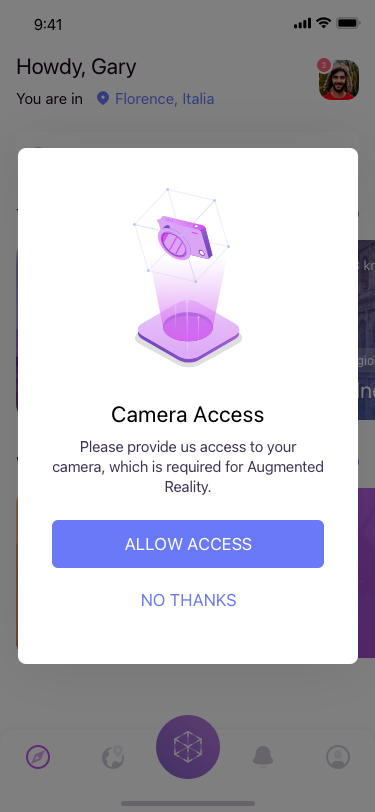 9:41
Howdy, Gary
3
You are in Florence, Italia
Camera Access
Please provide us access to your
camera, which is required for Augmented
Reality.
ALLOW ACCESS
NO THANKS